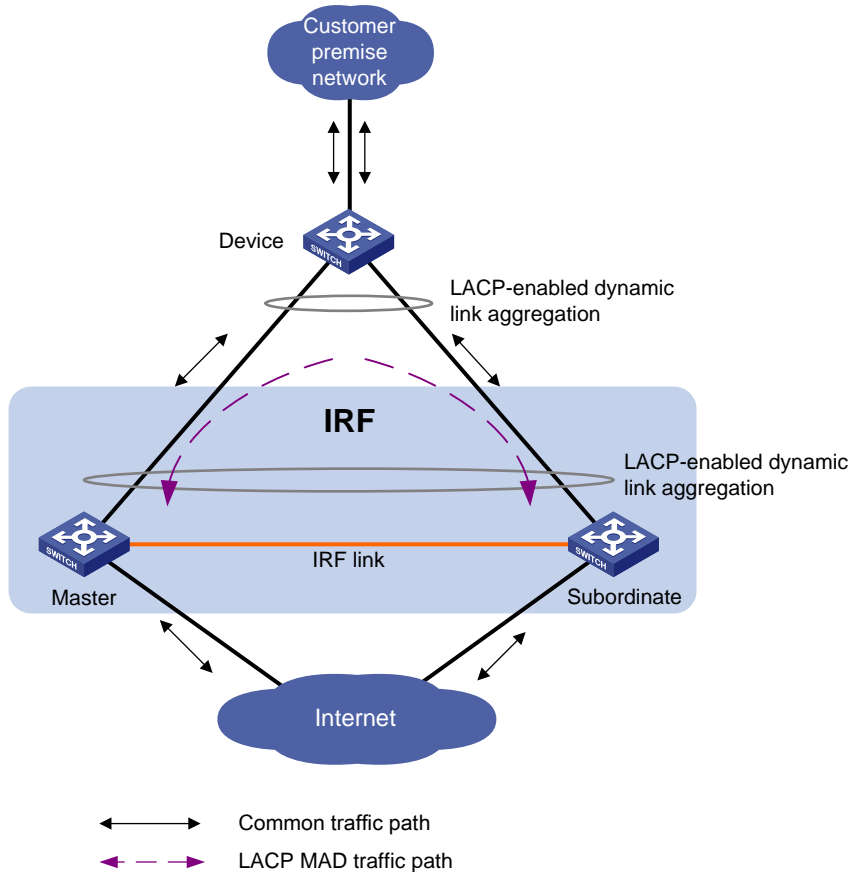 Customer
premise
network
Device
SWITCH
LACP-enabled dynamic
link aggregation
IRF
LACP-enabled dynamic
link aggregation
SWITCH
SWITCH
IRF link
Master
Subordinate
Internet
Common traffic path
LACP MAD traffic path